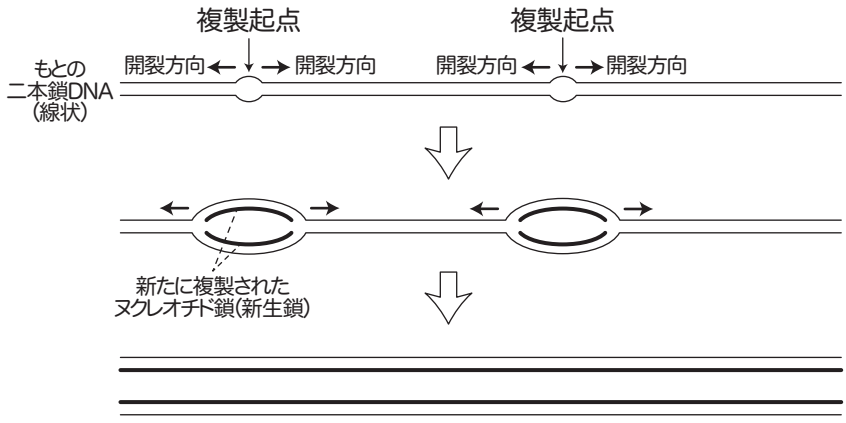 複製起点
複製起点
開裂方向
開裂方向
開裂方向
開裂方向
もとの
二本鎖DNA
(線状)
新たに複製された
ヌクレオチド鎖(新生鎖)